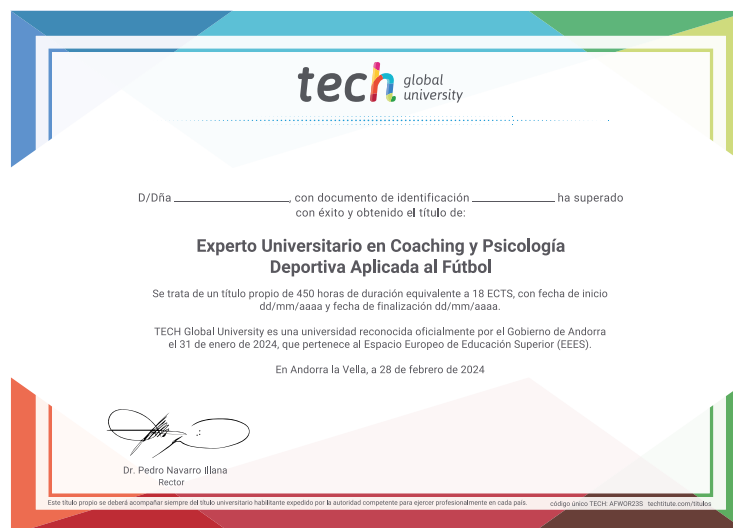 tech global university
D/Dña ____________, con documento de identificación ____________ ha superado
con éxito y obtenido el título de:
Experto Universitario en Coaching y Psicología
Deportiva Aplicada al Fútbol
Se trata de un título propio de 450 horas de duración equivalente a 18 ECTS, con fecha de inicio
dd/mm/aaaa y fecha de finalización dd/mm/aaaa.
TECH Global University es una universidad reconocida oficialmente por el Gobierno de Andorra
el 31 de enero de 2024, que pertenece al Espacio Europeo de Educación Superior (EEES).
En Andorra la Vella, a 28 de febrero de 2024
Dr. Pedro Navarro Illana
Rector
Este título propio se deberá acompañar siempre del título universitario habilitante expedido por la autoridad competente para ejercer profesionalmente en cada país. código único TECH: AFWOR23S techtitute.com/titulos